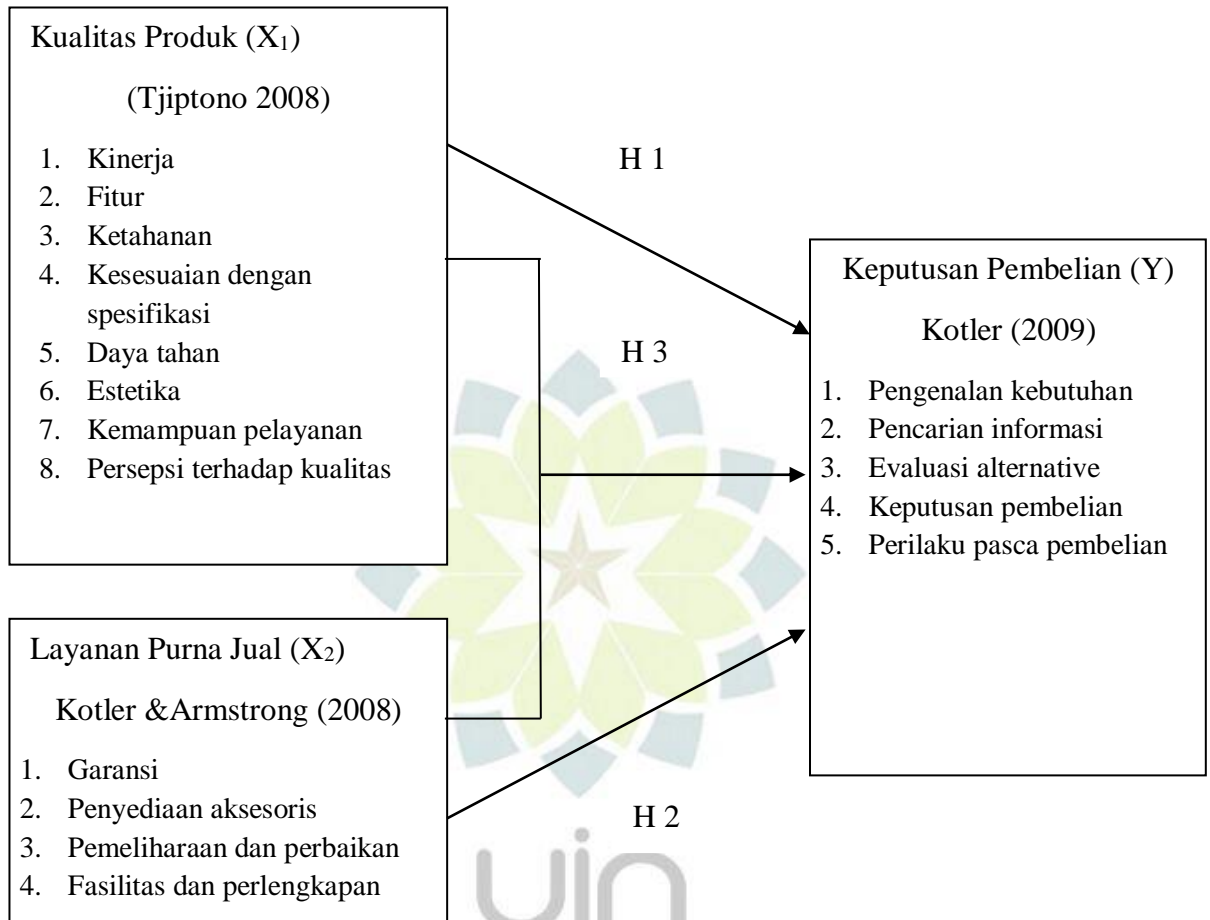 Kualitas Produk (X₁)
(Tjiptono 2008)
1. Kinerja
2. Fitur
3. Ketahanan
4. Kesesuaian dengan
spesifikasi
5. Daya tahan
6. Estetika
7. Kemampuan pelayanan
8. Persepsi terhadap kualitas
H 1
H 3
Keputusan Pembelian (Y)
Kotler (2009)
1. Pengenalan kebutuhan
2. Pencarian informasi
3. Evaluasi alternative
4. Keputusan pembelian
5. Perilaku pasca pembelian
Layanan Purna Jual (X₂)
Kotler &Armstrong (2008)
1. Garansi
2. Penyediaan aksesoris
3. Pemeliharaan dan perbaikan
4. Fasilitas dan perlengkapan
H 2
uin